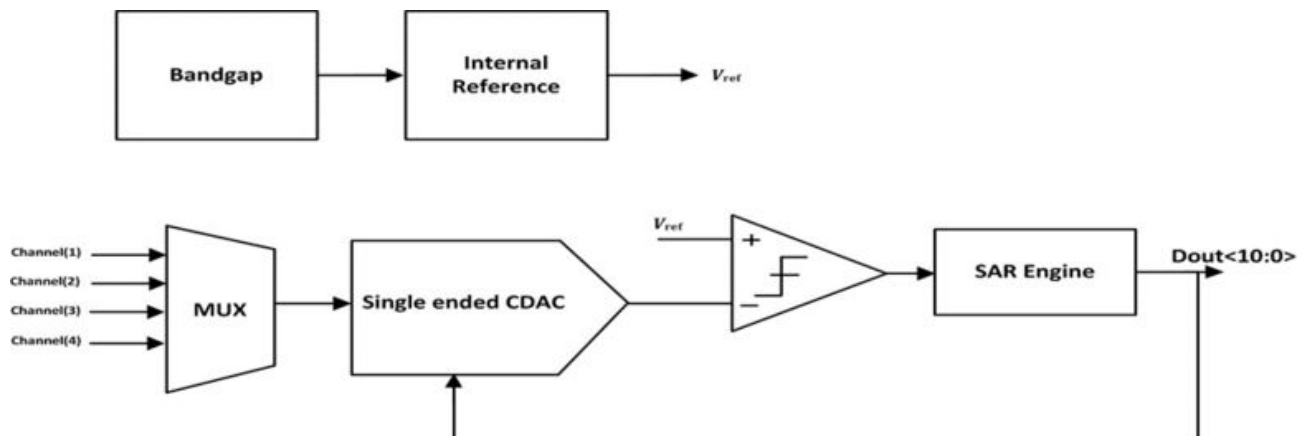 Bandgap
Internal
Reference
Vref
Channel(1)
Channel(2)
Channel(3)
Channel(4)
MUX
Single ended CDAC
Vref
+
−
SAR Engine
Dout<10:0>